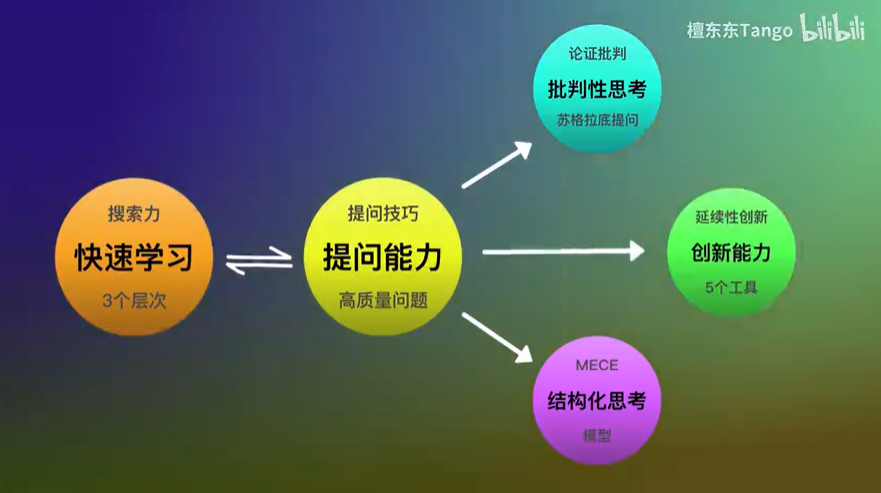 檀东东Tango bilibili
论证批判
批判性思考
苏格拉底提问
搜索力
快速学习
3个层次
提问技巧
提问能力
高质量问题
延续性创新
创新能力
5个工具
MECE
结构化思考
模型